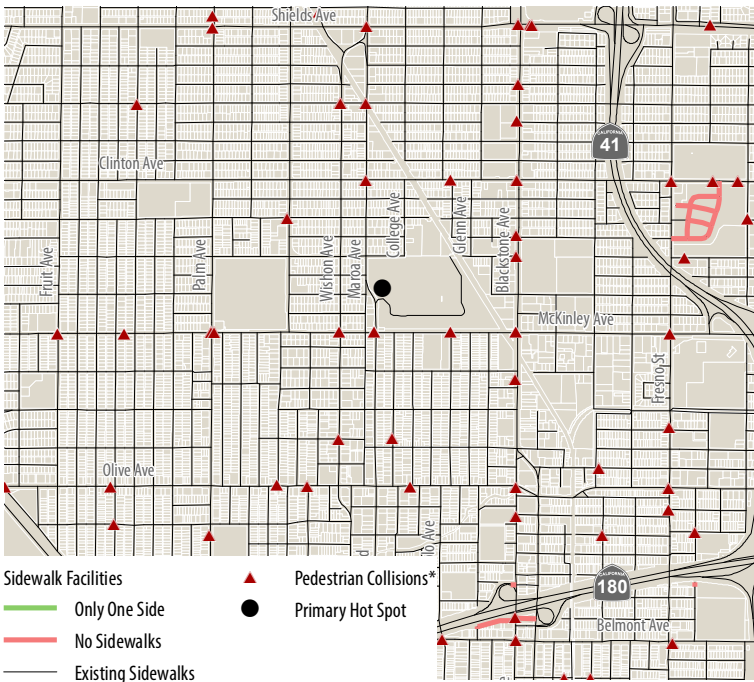 Shields Ave
CALIFORNIA
41
Clinton Ave
Fruit Ave
Palm Ave
Wishon Ave
Maroa Ave
College Ave
Glenn Ave
Blackstone Ave
McKinley Ave
Fresno St
Olive Ave
CALIFORNIA
180
Belmont Ave
Sidewalk Facilities
Only One Side
No Sidewalks
Existing Sidewalks
Pedestrian Collisions*
Primary Hot Spot